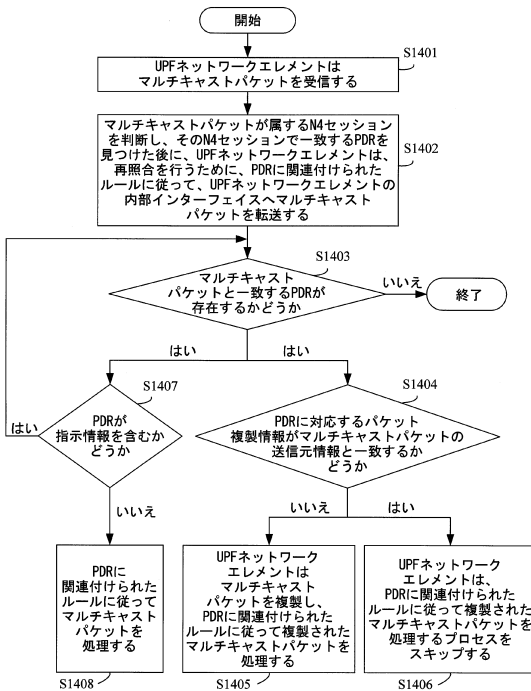 開始
S1401
UPFネットワークエレメントは
マルチキャストパケットを受信する
S1402
マルチキャストパケットが属するN4セッション
を判断し、そのN4セッションで一致するPDRを
見つけた後に、UPFネットワークエレメントは、
再照合を行うために、PDRに関連付けられた
ルールに従って、UPFネットワークエレメントの
内部インターフェイスへマルチキャスト
パケットを転送する
S1403
マルチキャスト
パケットと一致するPDRが
存在するかどうか
いいえ
終了
はい
はい
S1407
PDRが
指示情報を含むか
どうか
はい
S1404
PDRに対応するパケット
複製情報がマルチキャストパケットの
送信元情報と一致するか
どうか
いいえ
いいえ
はい
PDRに
関連付けられた
ルールに従って
マルチキャスト
パケットを
処理する
S1408
UPFネットワーク
エレメントは
マルチキャスト
パケットを複製し、
PDRに関連付けられた
ルールに従って複製された
マルチキャストパケットを
処理する
S1405
UPFネットワーク
エレメントは、
PDRに関連付けられた
ルールに従って複製された
マルチキャストパケットを
処理するプロセスを
スキップする
S1406